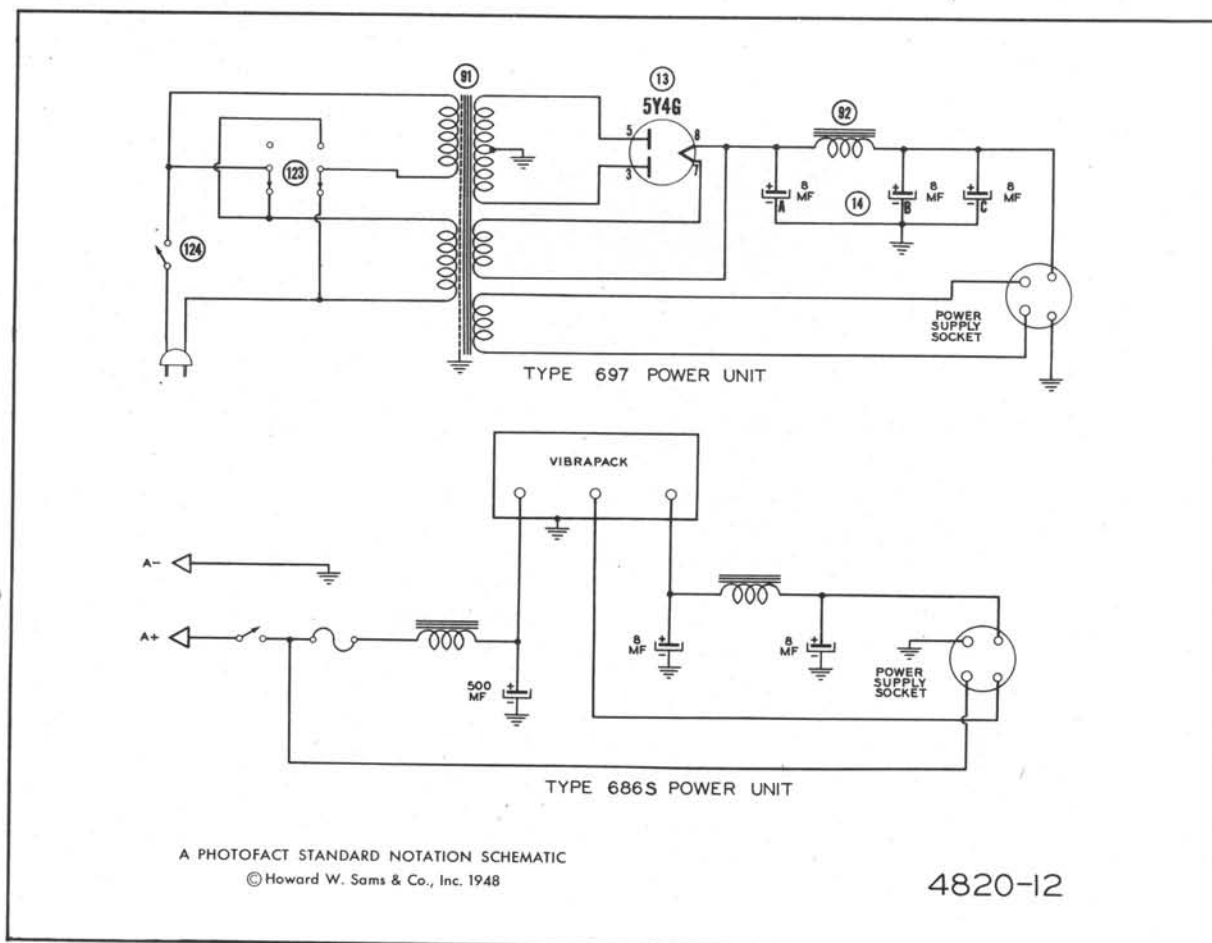 91
13
5Y4G
92
5
8
3
7
123
124
+
8
MF
-
A
14
+
8
MF
-
B
+
8
MF
-
C
POWER
SUPPLY
SOCKET
TYPE 697 POWER UNIT
VIBRAPACK
A-
A+
500
MF
+
-
8
MF
+
-
8
MF
+
-
POWER
SUPPLY
SOCKET
TYPE 686S POWER UNIT
A PHOTOFACT STANDARD NOTATION SCHEMATIC
© Howard W. Sams & Co., Inc. 1948
4820-12